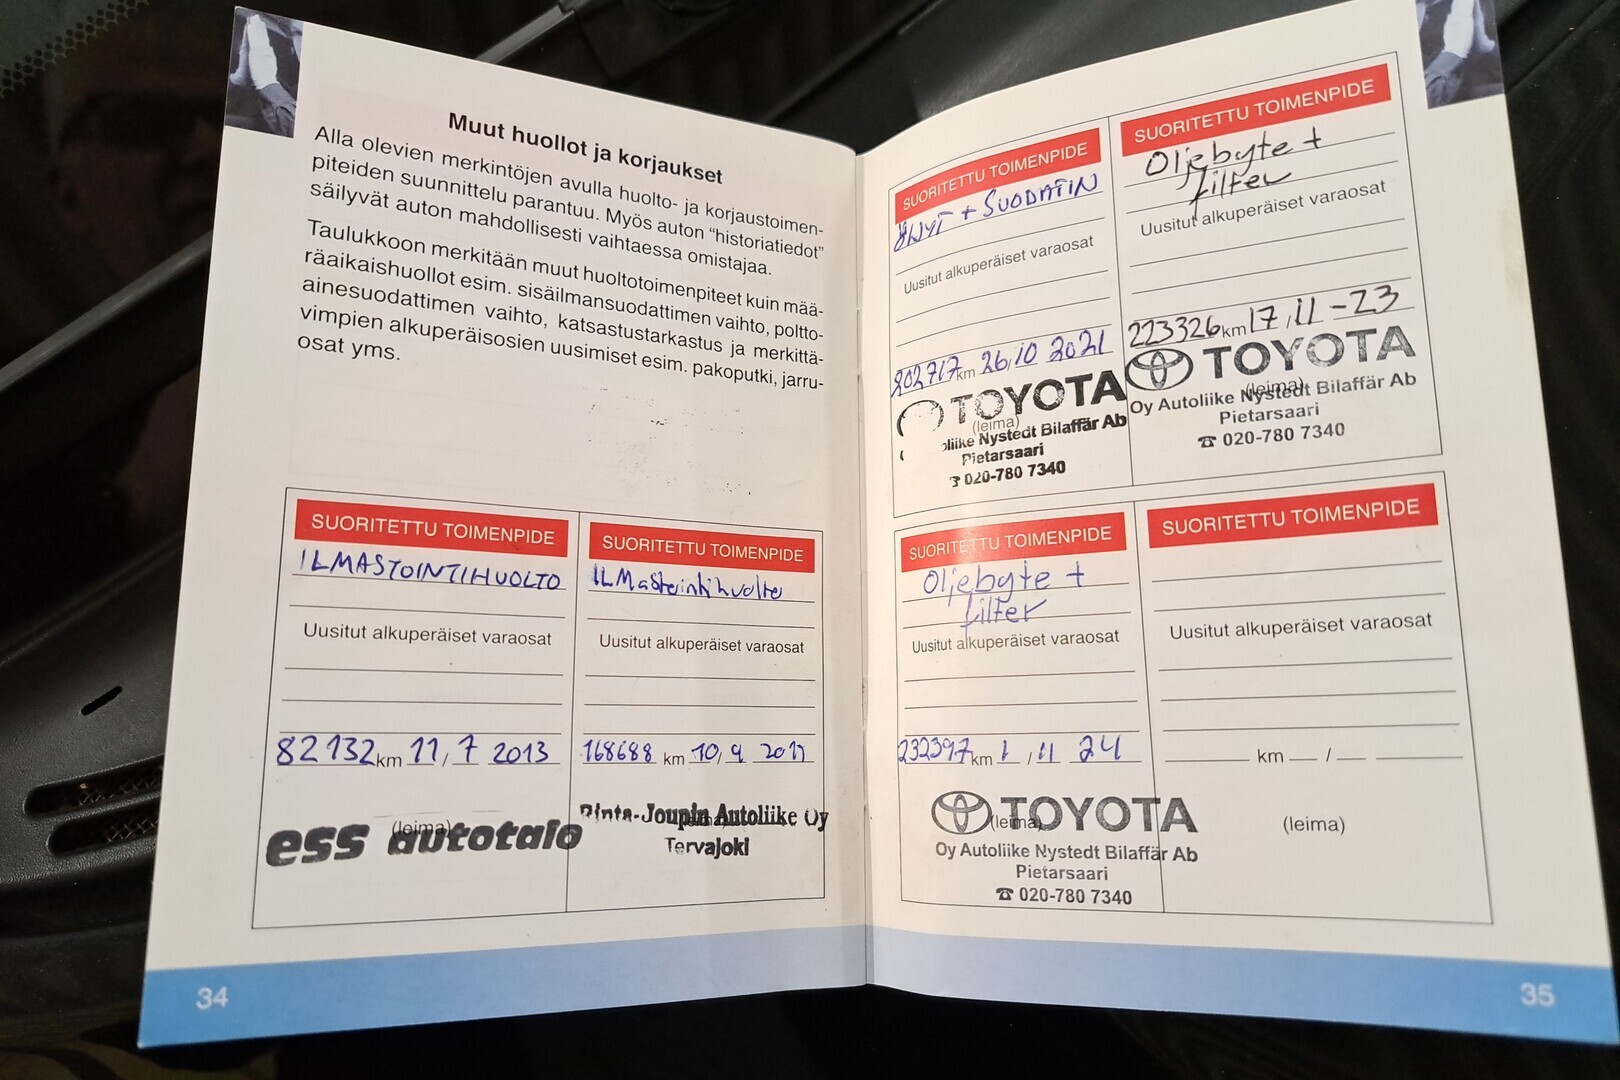 Muut huollot ja korjaukset
Alla olevien merkintöjen avulla huolto- ja korjaustoimen-
piteiden suunnittelu parantuu. Myös auton "historiatiedot"
säilyvät auton mahdollisesti vaihtaessa omistajaa.
Taulukkoon merkitään muut huoltotoimenpiteet kuin mää-
räaikaishuollot esim. sisäilmansuodattimen vaihto, poltto-
ainesuodattimen vaihto, katsastustarkastus ja merkittä-
vimpien alkuperäisosien uusimiset esim. pakoputki, jarru-
osat yms.
SUORITETTU TOIMENPIDE
ILMASTOINTIHUOLTO
Uusitut alkuperäiset varaosat
82132 km 11 / 7 2013
(leima)
ess autotalo
SUORITETTU TOIMENPIDE
ILMastointihuolto
Uusitut alkuperäiset varaosat
168688 km 10 / 9
Rinta-Joupin Autoliike Oy
Tervajoki
34
SUORITETTU TOIMENPIDE
+ SUODATIN
Uusitut alkuperäiset varaosat
202717 km 26 / 10 2021
TOYOTA
(leima)
Nystedt Bilaffär Ab
Pietarsaari
020-780 7340
SUORITETTU TOIMENPIDE
Oljebyte +
filter
Uusitut alkuperäiset varaosat
223326 km 17 / 11 -23
TOYOTA
(leima)
Oy Autoliike Nystedt Bilaffär Ab
Pietarsaari
☎ 020-780 7340
SUORITETTU TOIMENPIDE
Oljebyte +
filter
Uusitut alkuperäiset varaosat
232397 km 1 / 11 24
TOYOTA
(leima)
Oy Autoliike Nystedt Bilaffär Ab
Pietarsaari
☎ 020-780 7340
SUORITETTU TOIMENPIDE
Uusitut alkuperäiset varaosat
km /
(leima)
35